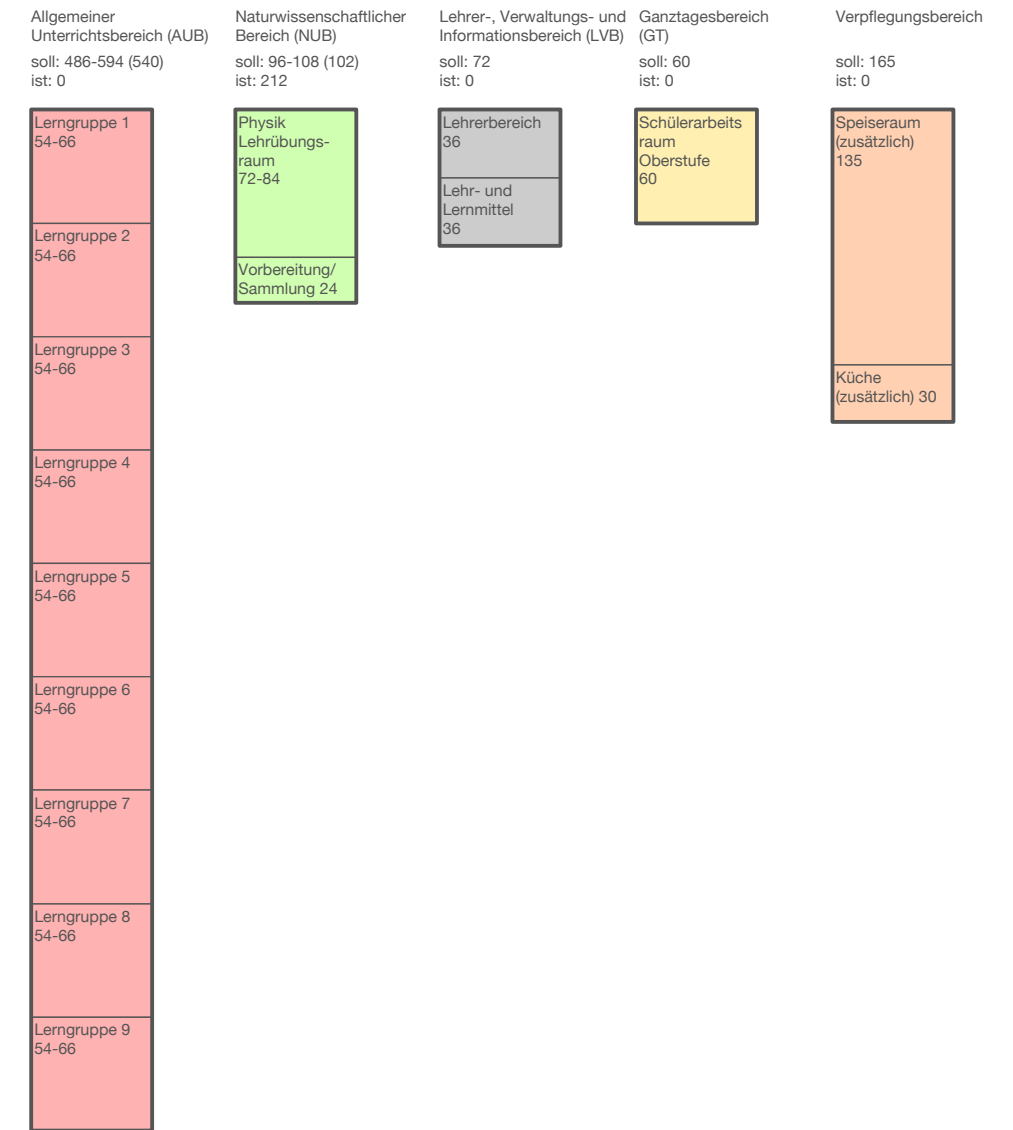 Allgemeiner
Unterrichtsbereich (AUB)
soll: 486-594 (540)
ist: 0
Lerngruppe 1
54-66
Lerngruppe 2
54-66
Lerngruppe 3
54-66
Lerngruppe 4
54-66
Lerngruppe 5
54-66
Lerngruppe 6
54-66
Lerngruppe 7
54-66
Lerngruppe 8
54-66
Lerngruppe 9
54-66
Naturwissenschaftlicher
Bereich (NUB)
soll: 96-108 (102)
ist: 212
Physik
Lehrübungs-
raum
72-84
Vorbereitung/
Sammlung 24
Lehrer-, Verwaltungs- und
Informationsbereich (LVB)
soll: 72
ist: 0
Lehrerbereich
36
Lehr- und
Lernmittel
36
Ganztagesbereich
(GT)
soll: 60
ist: 0
Schülerarbeits
raum
Oberstufe
60
Verpflegungsbereich
soll: 165
ist: 0
Speiseraum
(zusätzlich)
135
Küche
(zusätzlich) 30